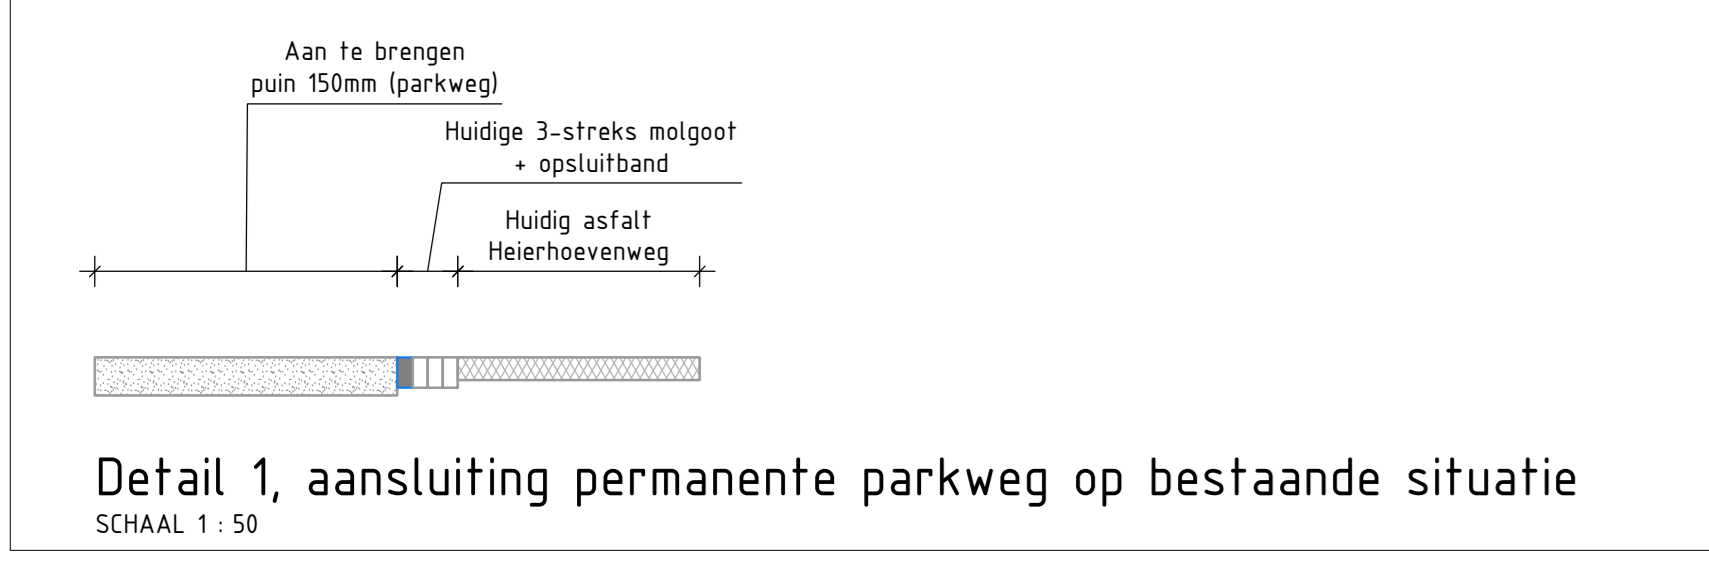 Aan te brengen
puin 150mm (parkweg)
Huidige 3-streks molgoot
+ opsluitband
Huidig asfalt
Heierhoevenweg
Detail 1, aansluiting permanente parkweg op bestaande situatie
SCHAAL 1 : 50